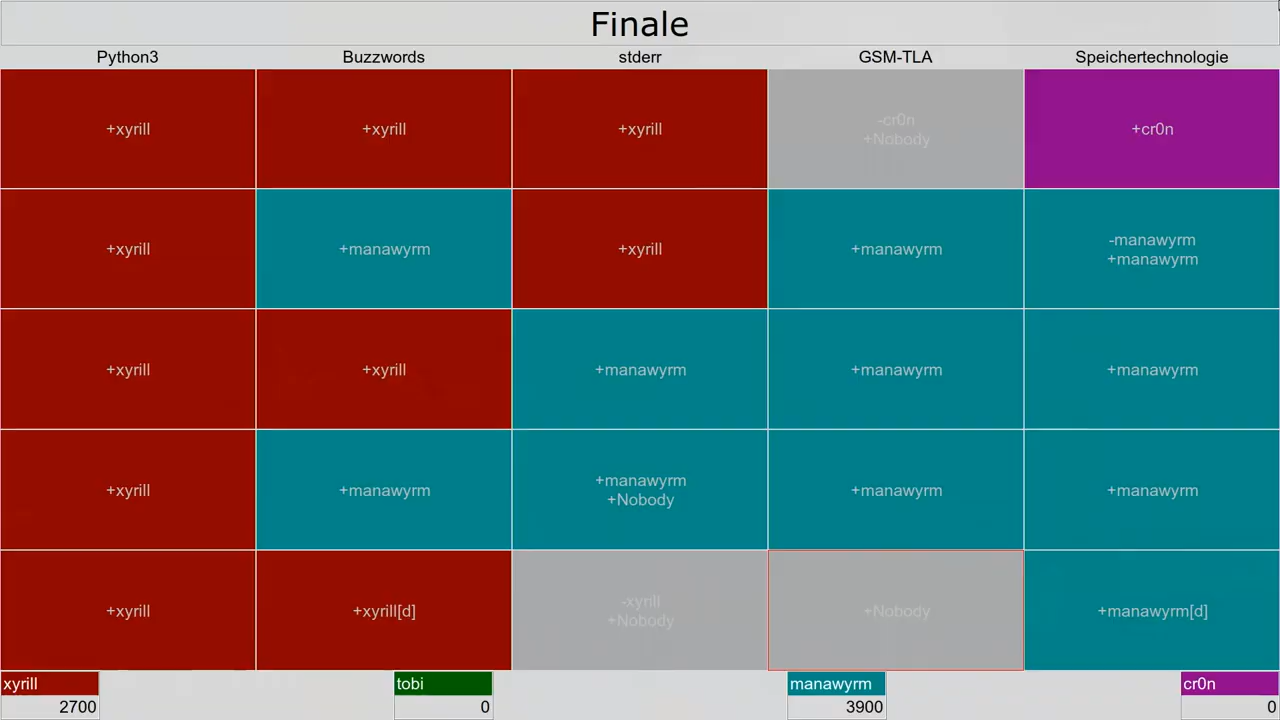 Finale
Python3 Buzzwords stderr GSM-TLA Speichertechnologie
+xyrill +xyrill +xyrill -cr0n +cr0n
+Nobody
+xyrill +manawyrm +xyrill +manawyrm -manawyrm
+manawyrm
+xyrill +xyrill +manawyrm +manawyrm +manawyrm
+xyrill +manawyrm +manawyrm +manawyrm +manawyrm
+Nobody
+xyrill +xyrill[d] -xyrill +Nobody +manawyrm[d]
+Nobody
xyrill tobi manawyrm cr0n
2700 0 3900 0